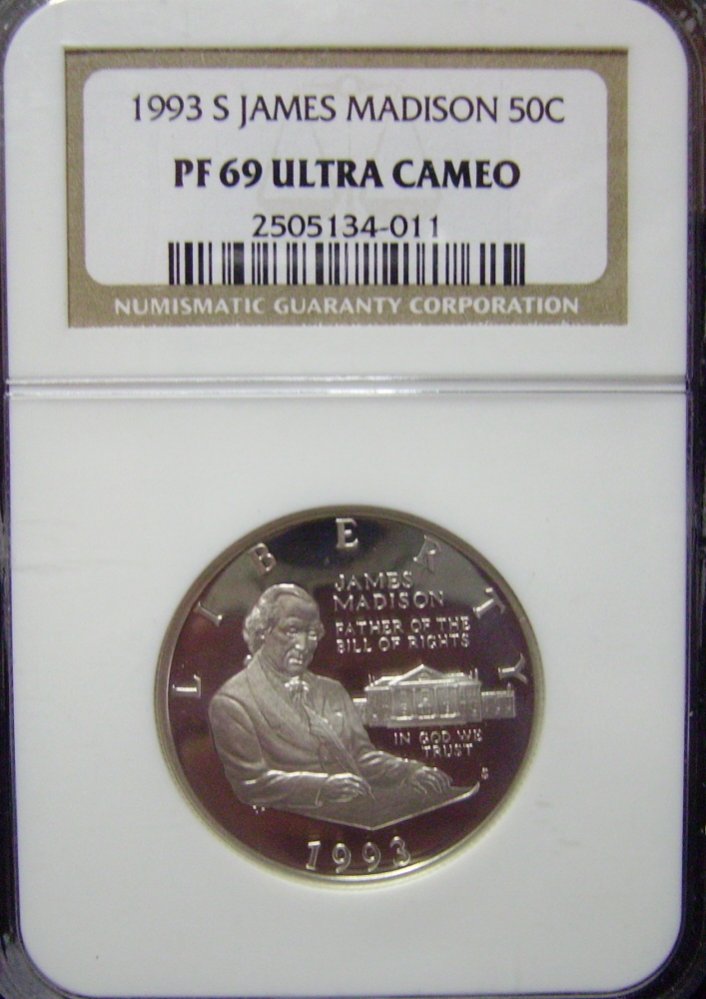 1993 S JAMES MADISON 50C
PF 69 ULTRA CAMEO
2505134-011
NUMISMATIC GUARANTY CORPORATION
LIBERTY
JAMES
MADISON
FATHER OF THE
BILL OF RIGHTS
IN GOD WE
TRUST
S
1993